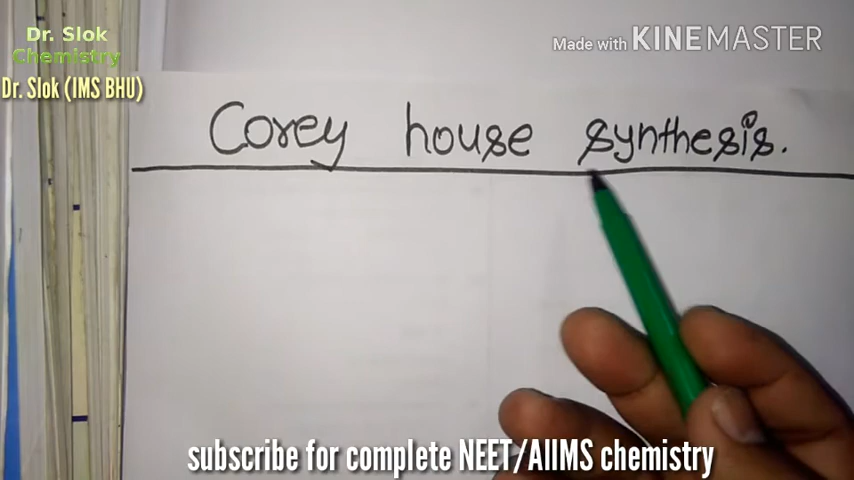 Dr. Slok
Chemistry
Dr. Slok (IMS BHU)
Made with KINEMASTER
Corey house synthesis.
subscribe for complete NEET/AIIMS chemistry